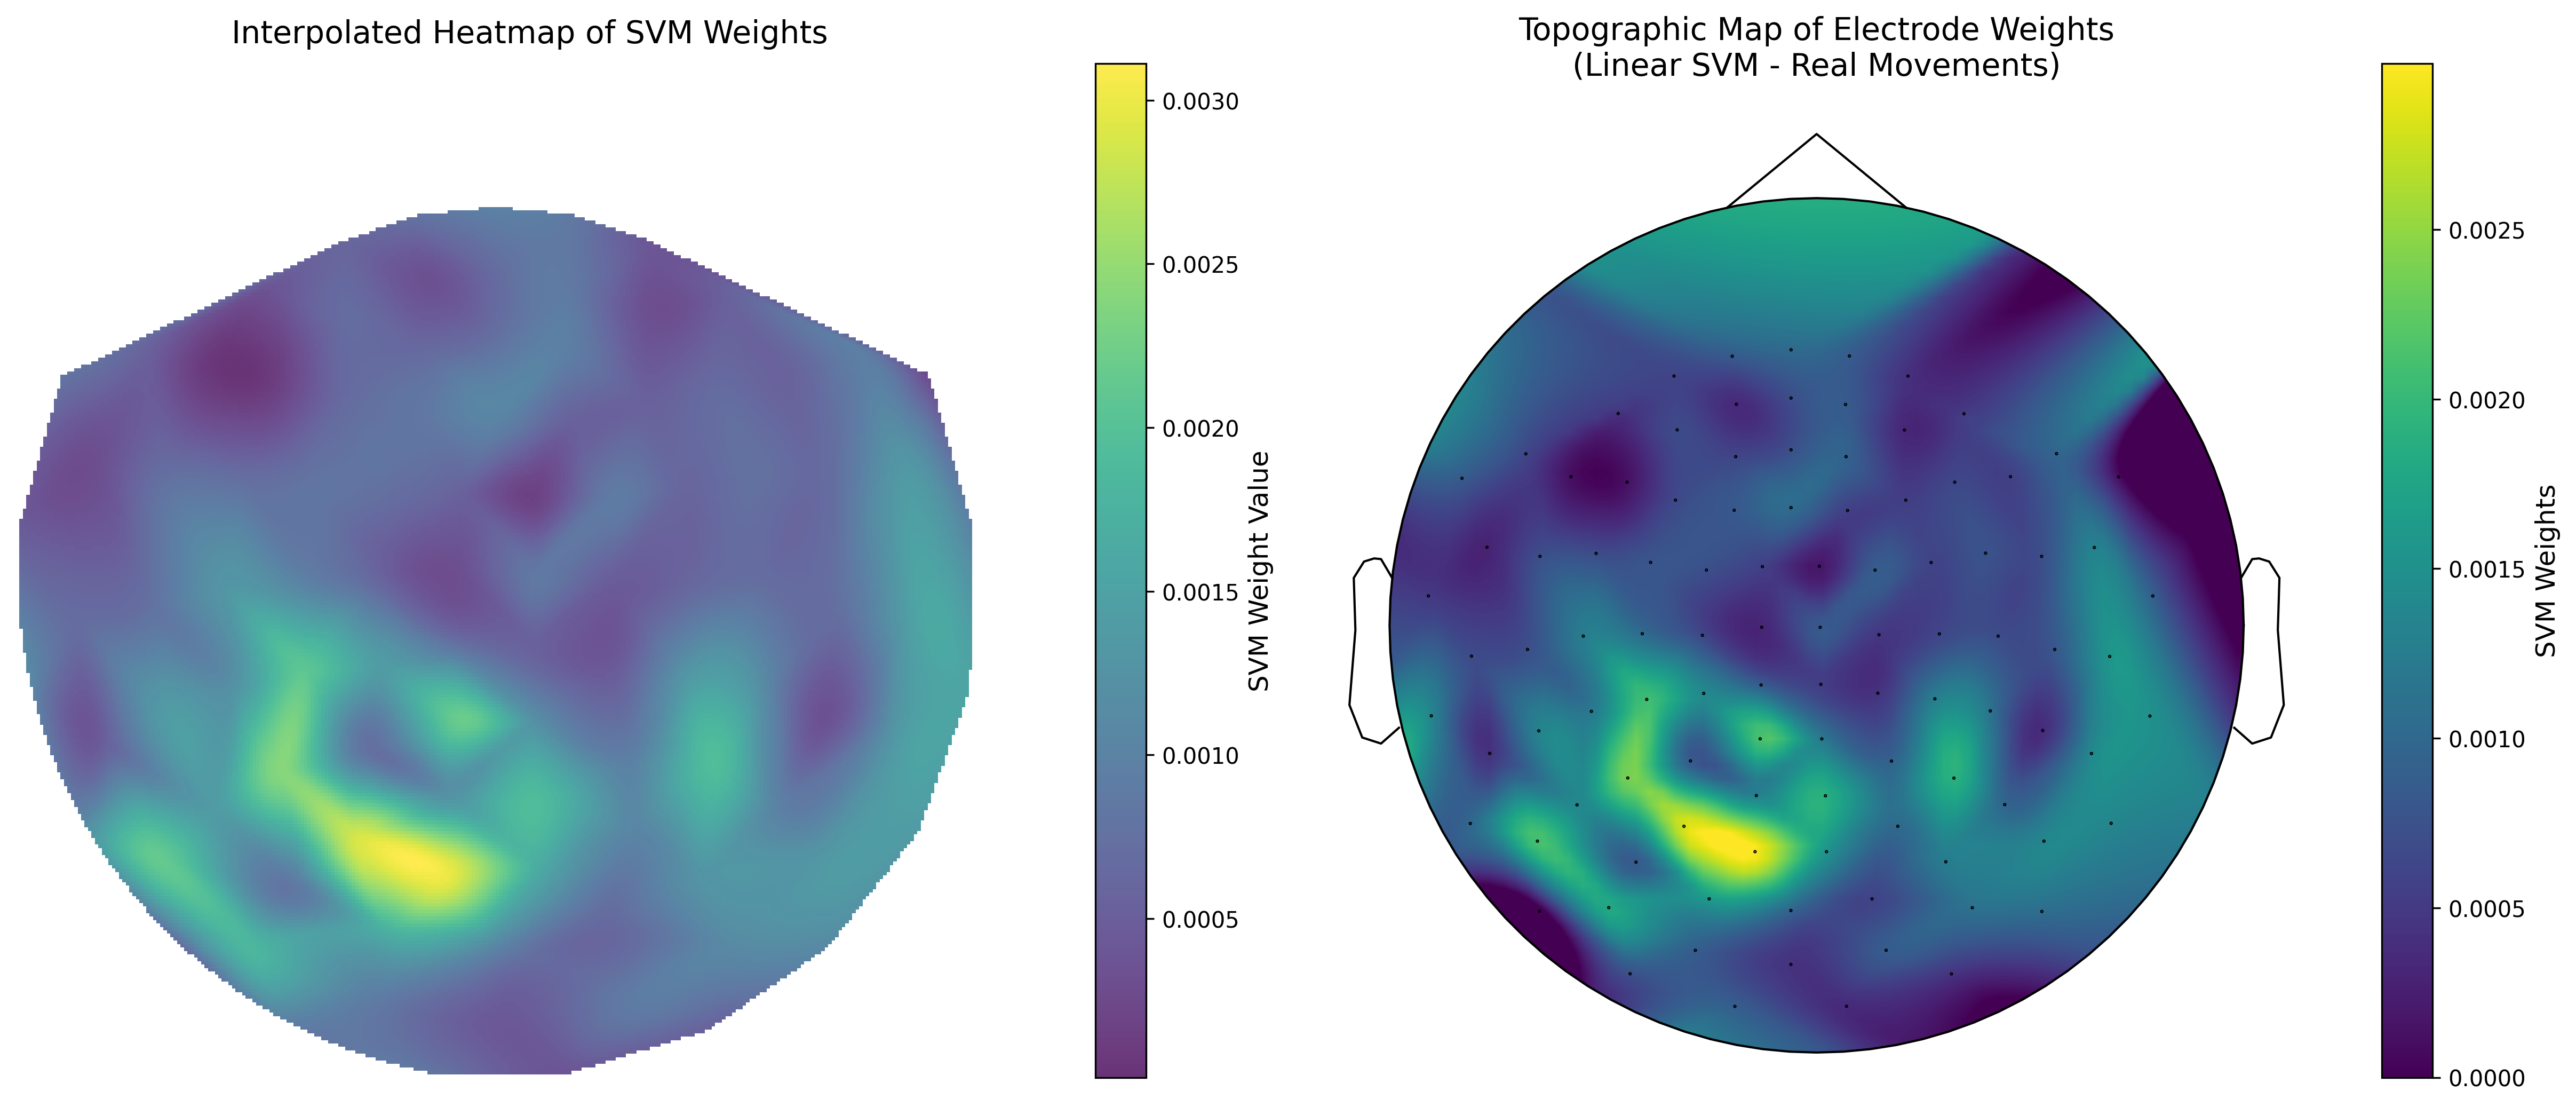 Interpolated Heatmap of SVM Weights
0.0030
0.0025
0.0020
0.0015
0.0010
0.0005
SVM Weight Value
Topographic Map of Electrode Weights
(Linear SVM - Real Movements)
0.0025
0.0020
0.0015
0.0010
0.0005
0.0000
SVM Weights